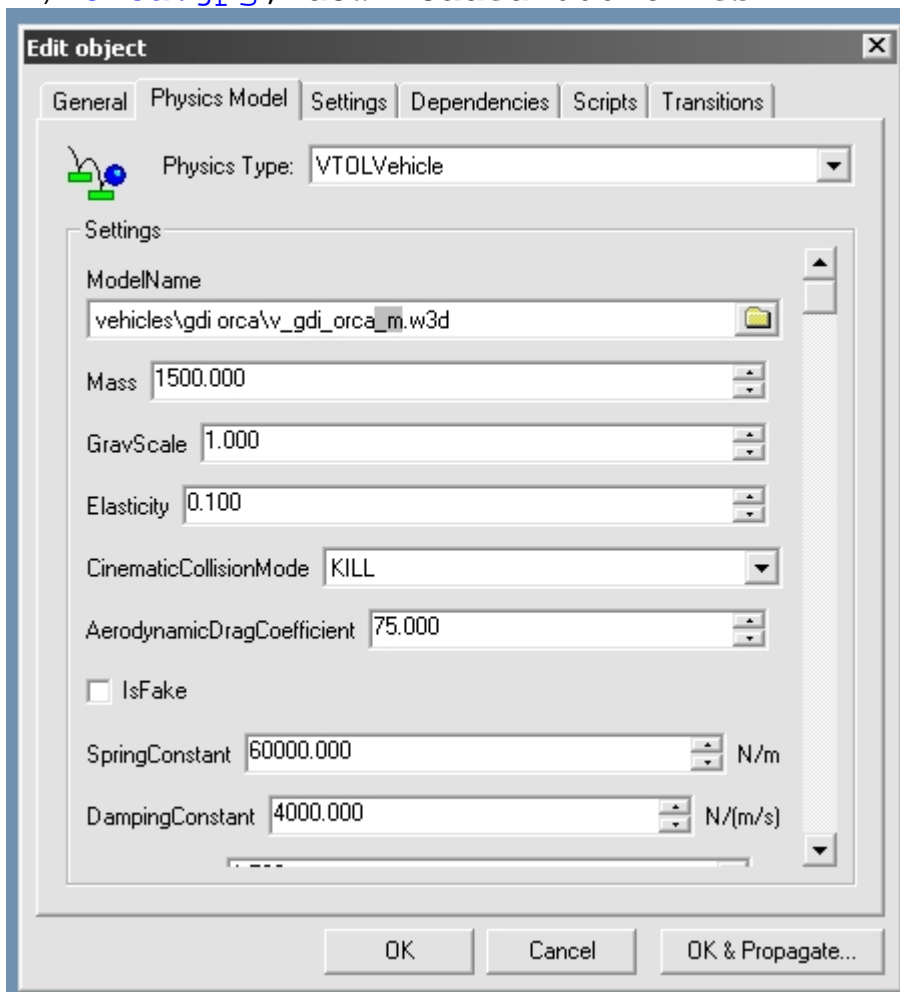 Edit object
General Physics Model Settings Dependencies Scripts Transitions
Physics Type: VTOLVehicle
Settings
ModelName
vehicles\gdi orca\v_gdi_orca_m.w3d
Mass 1500.000
GravScale 1.000
Elasticity 0.100
CinematicCollisionMode KILL
AerodynamicDragCoefficient 75.000
IsFake
SpringConstant 60000.000 N/m
DampingConstant 4000.000 N/(m/s)
OK Cancel OK & Propagate...